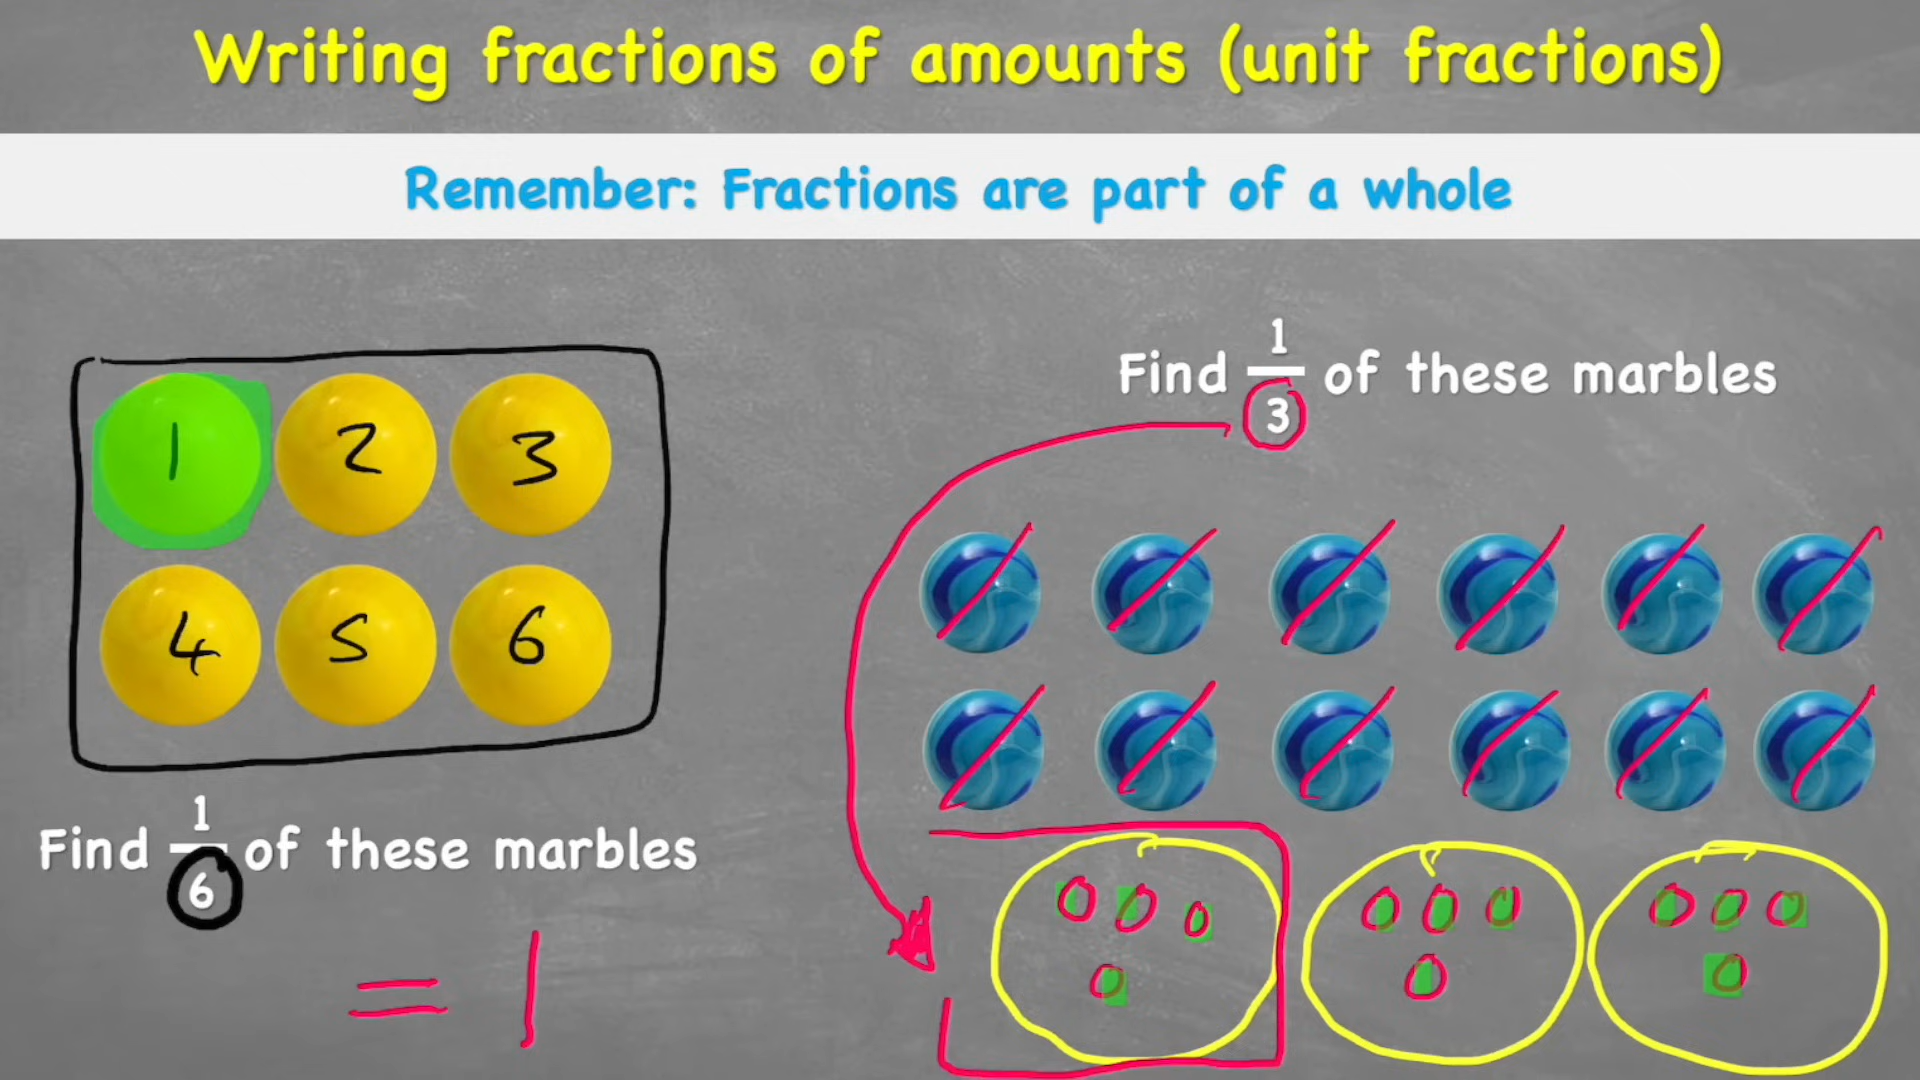 Writing fractions of amounts (unit fractions)
Remember: Fractions are part of a whole
1 2 3
4 5 6
Find 1/6 of these marbles
= 1
Find 1/3 of these marbles